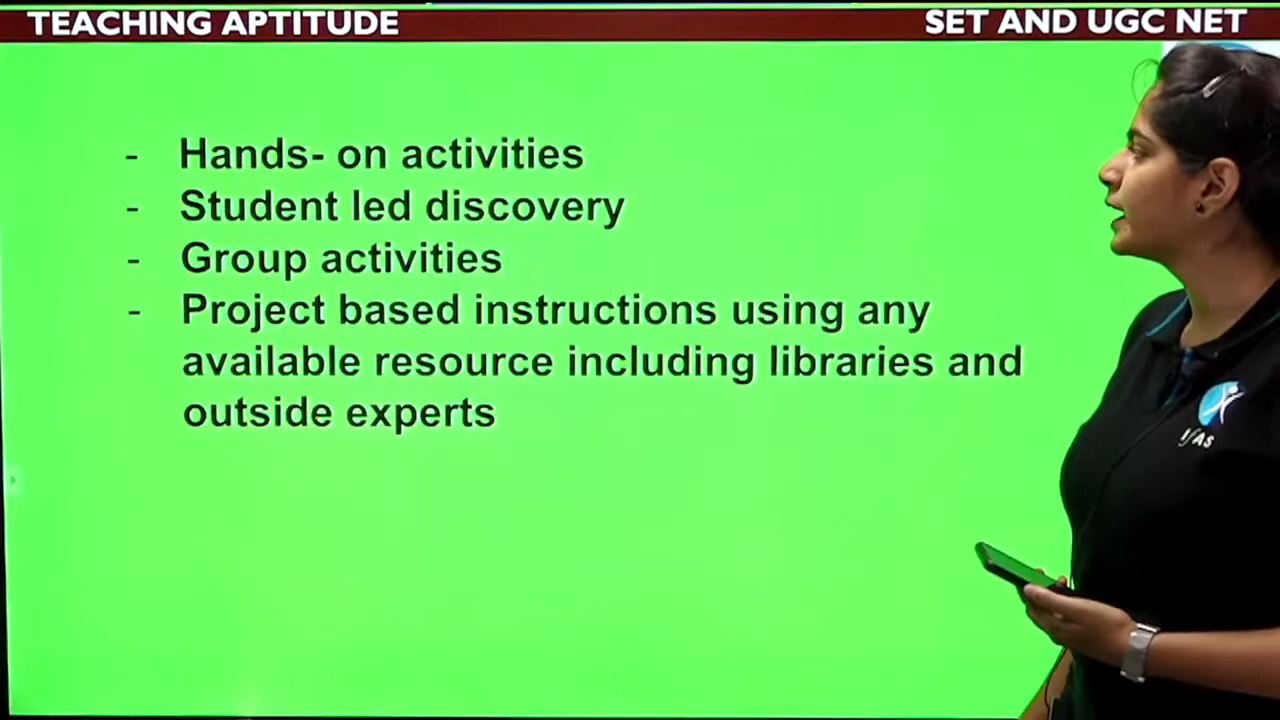 TEACHING APTITUDE
SET AND UGC NET
- Hands- on activities
- Student led discovery
- Group activities
- Project based instructions using any
available resource including libraries and
outside experts
IFAS